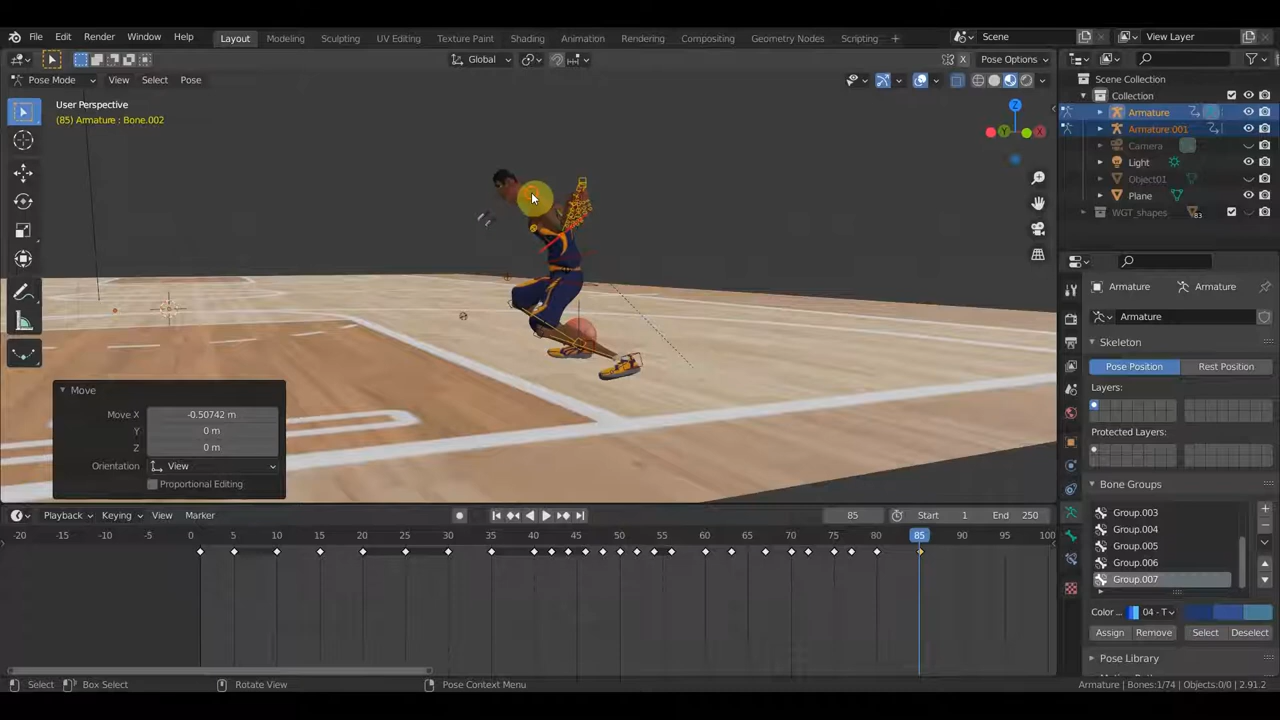 File Edit Render Window Help Layout Modeling Sculpting UV Editing Texture Paint Shading Animation Rendering Compositing Geometry Nodes Scripting + Scene View Layer
Global X Pose Options
Pose Mode View Select Pose
Scene Collection
Collection
Armature
Armature.001
Camera
Light
Object01
Plane
WGT_shapes 83
User Perspective
(85) Armature : Bone.002
Z
X
Y
Armature Armature
Armature
Skeleton
Pose Position Rest Position
Layers:
Protected Layers:
Bone Groups
Group.003
Group.004
Group.005
Group.006
Group.007
Color... 04 - T
Assign Remove Select Deselect
Pose Library
Move
Move X -0.50742 m
Y 0 m
Z 0 m
Orientation View
Proportional Editing
Playback Keying View Marker 85 Start 1 End 250
-20 -15 -10 -5 0 5 10 15 20 25 30 35 40 45 50 55 60 65 70 75 80 85 90 95 100
Select Box Select Rotate View Pose Context Menu Armature | Bones:1/74 | Objects:0/0 | 2.91.2